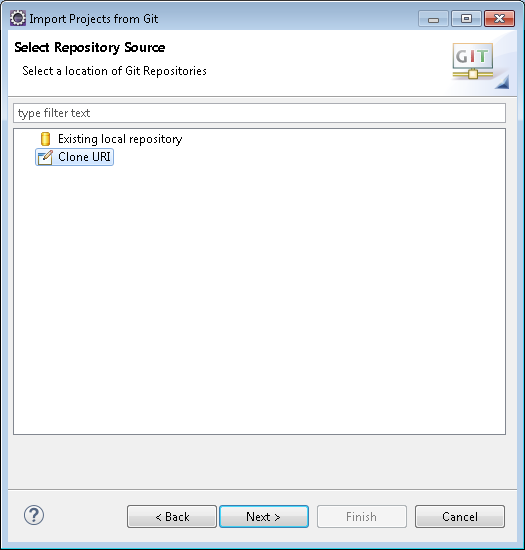 Import Projects from Git
Select Repository Source
Select a location of Git Repositories
GIT
type filter text
Existing local repository
Clone URI
?
< Back
Next >
Finish
Cancel